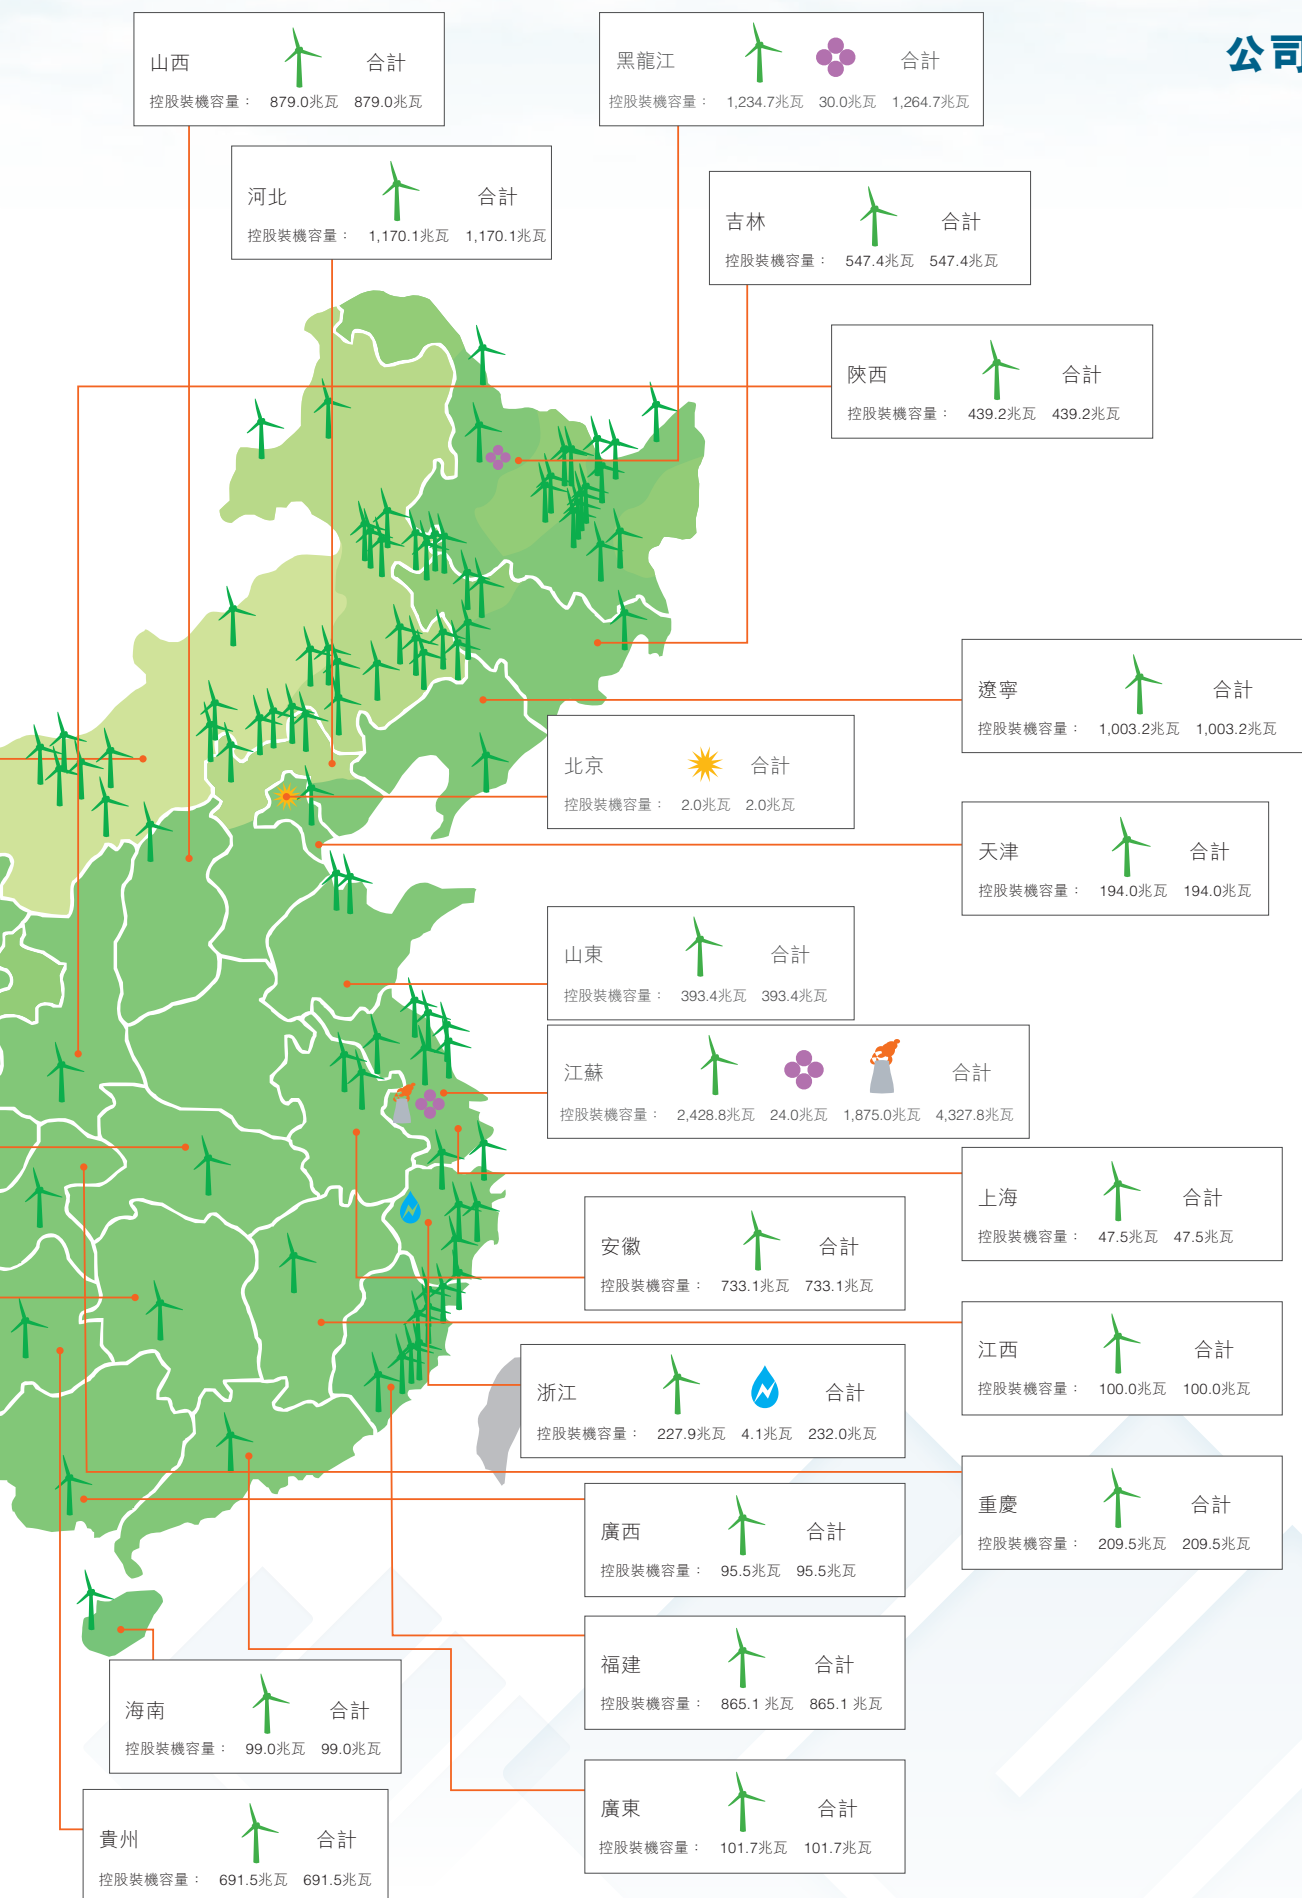 公司
山西 合計
控股裝機容量： 879.0兆瓦 879.0兆瓦
黑龍江 合計
控股裝機容量： 1,234.7兆瓦 30.0兆瓦 1,264.7兆瓦
河北 合計
控股裝機容量： 1,170.1兆瓦 1,170.1兆瓦
吉林 合計
控股裝機容量： 547.4兆瓦 547.4兆瓦
陝西 合計
控股裝機容量： 439.2兆瓦 439.2兆瓦
遼寧 合計
控股裝機容量： 1,003.2兆瓦 1,003.2兆瓦
北京 合計
控股裝機容量： 2.0兆瓦 2.0兆瓦
天津 合計
控股裝機容量： 194.0兆瓦 194.0兆瓦
山東 合計
控股裝機容量： 393.4兆瓦 393.4兆瓦
江蘇 合計
控股裝機容量： 2,428.8兆瓦 24.0兆瓦 1,875.0兆瓦 4,327.8兆瓦
上海 合計
控股裝機容量： 47.5兆瓦 47.5兆瓦
安徽 合計
控股裝機容量： 733.1兆瓦 733.1兆瓦
江西 合計
控股裝機容量： 100.0兆瓦 100.0兆瓦
浙江 合計
控股裝機容量： 227.9兆瓦 4.1兆瓦 232.0兆瓦
重慶 合計
控股裝機容量： 209.5兆瓦 209.5兆瓦
廣西 合計
控股裝機容量： 95.5兆瓦 95.5兆瓦
福建 合計
控股裝機容量： 865.1 兆瓦 865.1 兆瓦
海南 合計
控股裝機容量： 99.0兆瓦 99.0兆瓦
廣東 合計
控股裝機容量： 101.7兆瓦 101.7兆瓦
貴州 合計
控股裝機容量： 691.5兆瓦 691.5兆瓦